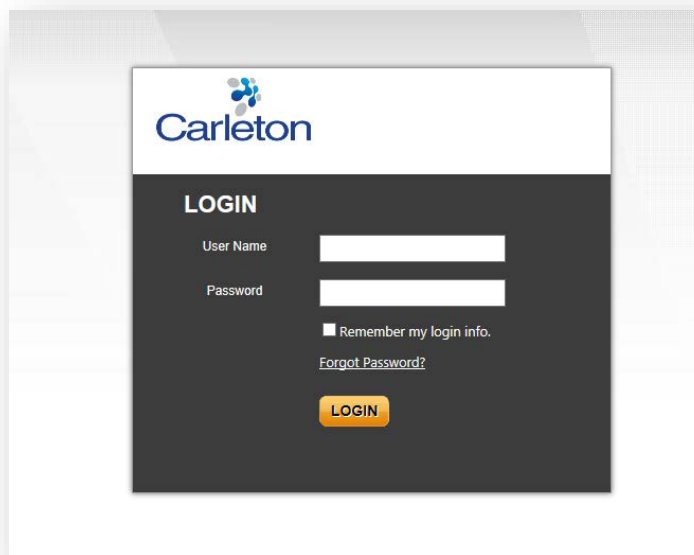 Carleton
LOGIN
User Name
Password
Remember my login info.
Forgot Password?
LOGIN